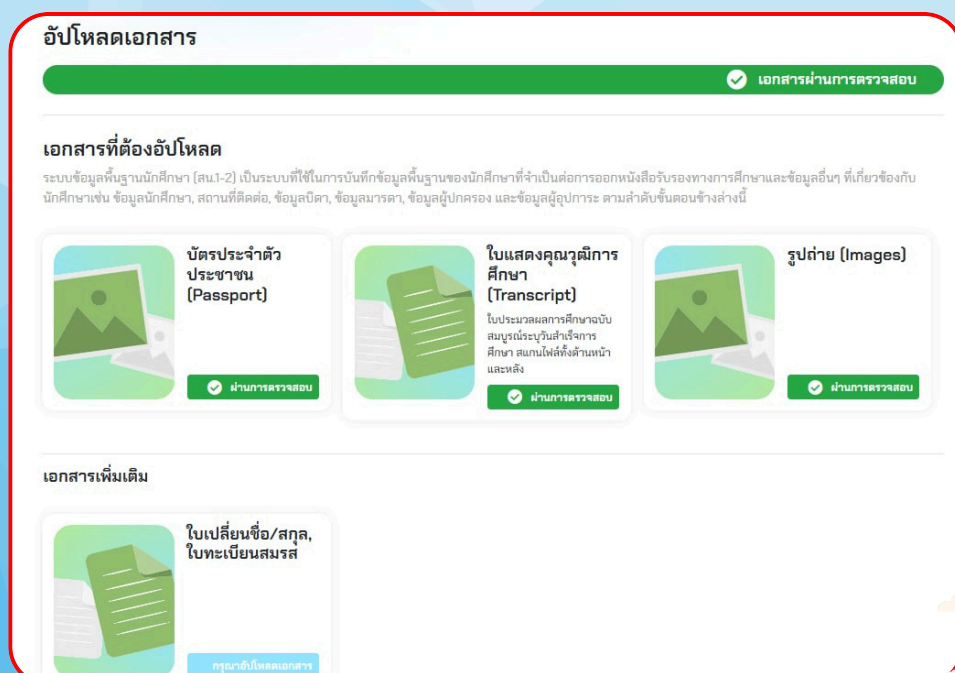 อัปโหลดเอกสาร
เอกสารผ่านการตรวจสอบ
เอกสารที่ต้องอัปโหลด
ระบบข้อมูลพื้นฐานนักศึกษา (สน.1-2) เป็นระบบที่ใช้ในการบันทึกข้อมูลพื้นฐานของนักศึกษาที่จำเป็นต่อการออกหนังสือรับรองทางการศึกษาและข้อมูลอื่นๆ ที่เกี่ยวข้องกับ
นักศึกษาเช่น ข้อมูลนักศึกษา, สถานที่ติดต่อ, ข้อมูลบิดา, ข้อมูลมารดา, ข้อมูลผู้ปกครอง และข้อมูลผู้อุปการะ ตามลำดับขั้นตอนข้างล่างนี้
บัตรประจำตัว
ประชาชน
(Passport)
ผ่านการตรวจสอบ
ใบแสดงคุณวุฒิการ
ศึกษา
(Transcript)
ใบประมวลผลการศึกษาฉบับ
สมบูรณ์ระบุวันสำเร็จการ
ศึกษา สแกนไฟล์ทั้งด้านหน้า
และหลัง
ผ่านการตรวจสอบ
รูปถ่าย (Images)
ผ่านการตรวจสอบ
เอกสารเพิ่มเติม
ใบเปลี่ยนชื่อ/สกุล,
ใบทะเบียนสมรส
กรุณาอัปโหลดเอกสาร